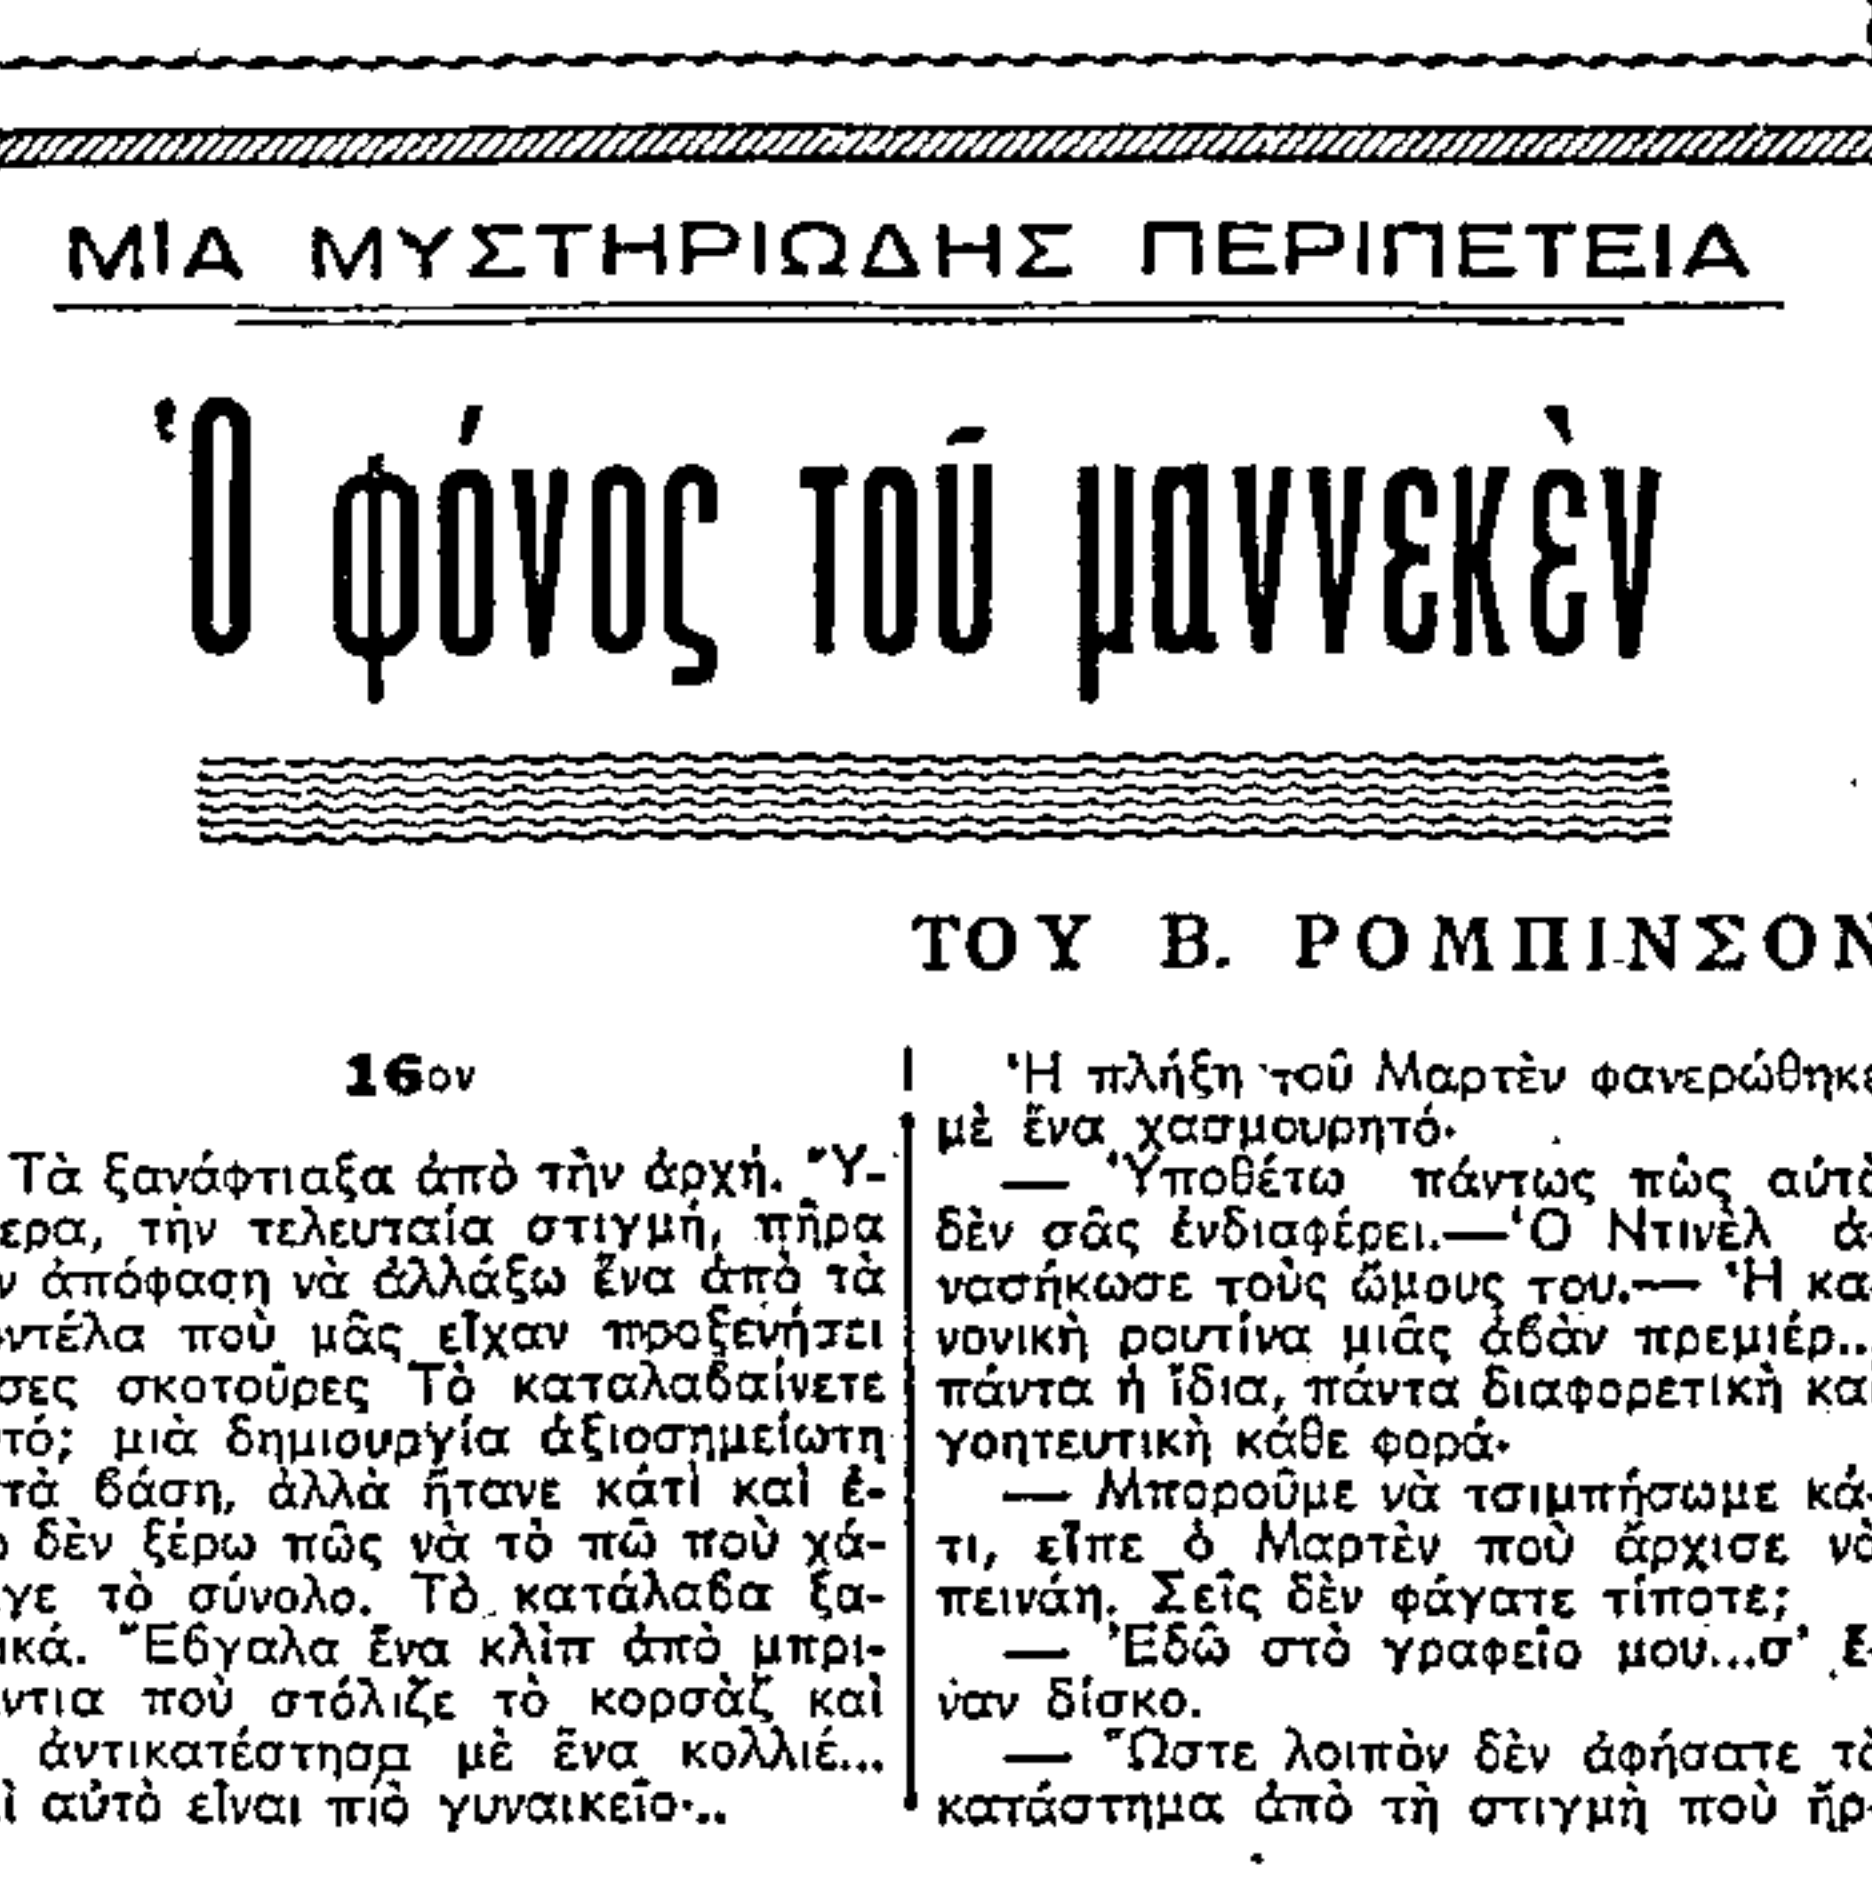 ΜΙΑ ΜΥΣΤΗΡΙΩΔΗΣ ΠΕΡΙΠΕΤΕΙΑ
Ὁ φόνος τοῦ μαννεκὲν
ΤΟΥ Β. ΡΟΜΠΙΝΣΟΝ
16ον
Τὰ ξανάφτιαξα ἀπὸ τὴν ἀρχή. Ὕ-
ερα, τὴν τελευταία στιγμή, πῆρα
ν ἀπόφαση νὰ ἀλλάξω ἕνα ἀπὸ τὰ
οντέλα ποὺ μᾶς εἶχαν προξενήσει
σες σκοτοῦρες Τὸ καταλαβαίνετε
τό; μιὰ δημιουργία ἀξιοσημείωτη
τὰ βάση, ἀλλὰ ἤτανε κάτι καὶ ἐ-
ὸ δὲν ξέρω πῶς νὰ τὸ πῶ ποὺ χά-
γε τὸ σύνολο. Τὸ κατάλαβα ξα-
ικά. Ἔβγαλα ἕνα κλὶπ ἀπὸ μπρι-
ντια ποὺ στόλιζε τὸ κορσὰζ καὶ
ἀντικατέστησα μὲ ἕνα κολλιέ...
ὶ αὐτὸ εἶναι πιὸ γυναικεῖο...
Ἡ πλήξη τοῦ Μαρτὲν φανερώθηκε
μὲ ἕνα χασμουρητό.
— Ὑποθέτω πάντως πὼς αὐτὸ
δὲν σᾶς ἐνδιαφέρει.—Ὁ Ντινὲλ ἀ-
νασήκωσε τοὺς ὤμους του.— Ἡ κα-
νονικὴ ρουτίνα μιᾶς ἀβὰν πρεμιέρ...
πάντα ἡ ἴδια, πάντα διαφορετικὴ καὶ
γοητευτικὴ κάθε φορά.
— Μποροῦμε νὰ τσιμπήσωμε κά-
τι, εἶπε ὁ Μαρτὲν ποὺ ἄρχισε νὰ
πεινάη. Σεῖς δὲν φάγατε τίποτε;
— Ἐδῶ στὸ γραφεῖο μου...σ' ἕ-
ναν δίσκο.
— Ὥστε λοιπὸν δὲν ἀφήσατε τὸ
κατάστημα ἀπὸ τὴ στιγμὴ ποὺ ἤρ-